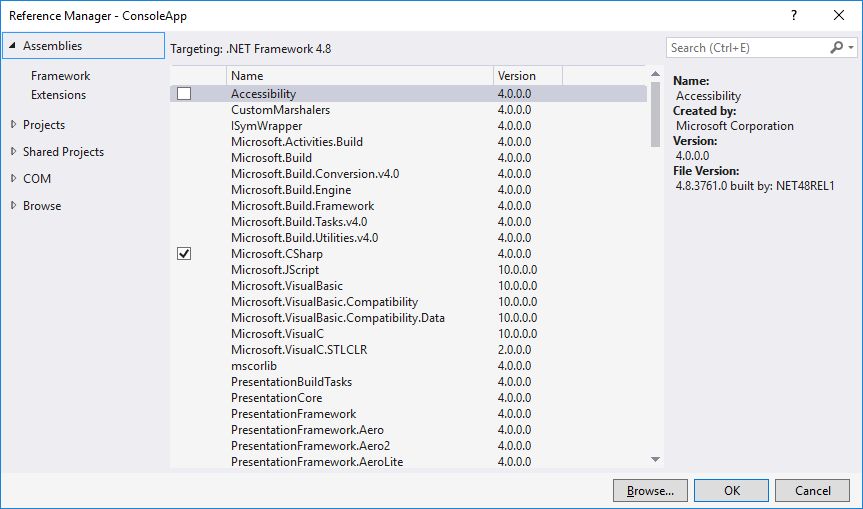 Reference Manager - ConsoleApp
?
Assemblies
Framework
Extensions
Projects
Shared Projects
COM
Browse
Targeting: .NET Framework 4.8
Name Version
Accessibility 4.0.0.0
CustomMarshalers 4.0.0.0
ISymWrapper 4.0.0.0
Microsoft.Activities.Build 4.0.0.0
Microsoft.Build 4.0.0.0
Microsoft.Build.Conversion.v4.0 4.0.0.0
Microsoft.Build.Engine 4.0.0.0
Microsoft.Build.Framework 4.0.0.0
Microsoft.Build.Tasks.v4.0 4.0.0.0
Microsoft.Build.Utilities.v4.0 4.0.0.0
Microsoft.CSharp 4.0.0.0
Microsoft.JScript 10.0.0.0
Microsoft.VisualBasic 10.0.0.0
Microsoft.VisualBasic.Compatibility 10.0.0.0
Microsoft.VisualBasic.Compatibility.Data 10.0.0.0
Microsoft.VisualC 10.0.0.0
Microsoft.VisualC.STLCLR 2.0.0.0
mscorlib 4.0.0.0
PresentationBuildTasks 4.0.0.0
PresentationCore 4.0.0.0
PresentationFramework 4.0.0.0
PresentationFramework.Aero 4.0.0.0
PresentationFramework.Aero2 4.0.0.0
PresentationFramework.AeroLite 4.0.0.0
Search (Ctrl+E)
Name:
Accessibility
Created by:
Microsoft Corporation
Version:
4.0.0.0
File Version:
4.8.3761.0 built by: NET48REL1
Browse... OK Cancel